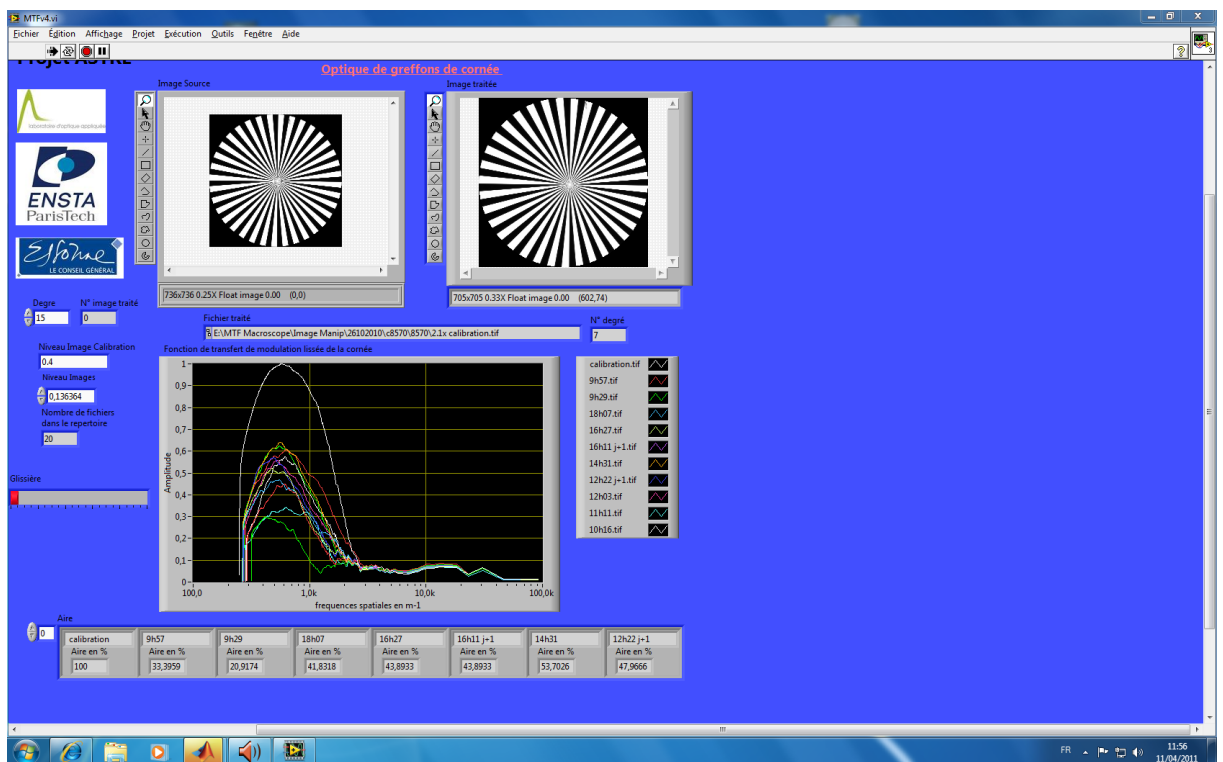 MTFv4.vi
Fichier Édition Affichage Projet Exécution Outils Fenêtre Aide
Projet ASTRE
Optique de greffons de cornée
Image Source
Image traitée
laboratoire d'optique appliquée
ENSTA
ParisTech
Essonne
LE CONSEIL GÉNÉRAL
736x736 0.25X Float image 0.00 (0,0)
705x705 0.33X Float image 0.00 (602,74)
Degre
N° image traité
15
0
Fichier traité
E:\MTF Macroscope\Image Manip\26102010\c8570\8570\2.1x calibration.tif
N° degré
7
Niveau Image Calibration
0.4
Niveau Images
0,136364
Nombre de fichiers
dans le repertoire
20
Glissière
Fonction de transfert de modulation lissée de la cornée
Amplitude
1
0,9
0,8
0,7
0,6
0,5
0,4
0,3
0,2
0,1
0
100,0
1,0k
10,0k
100,0k
frequences spatiales en m-1
calibration.tif
9h57.tif
9h29.tif
18h07.tif
16h27.tif
16h11 j+1.tif
14h31.tif
12h22 j+1.tif
12h03.tif
11h11.tif
10h16.tif
Aire
0
calibration
Aire en %
100
9h57
Aire en %
33,3959
9h29
Aire en %
20,9174
18h07
Aire en %
41,8318
16h27
Aire en %
43,8933
16h11 j+1
Aire en %
43,8933
14h31
Aire en %
53,7026
12h22 j+1
Aire en %
47,9666
FR
11:56
11/04/2011